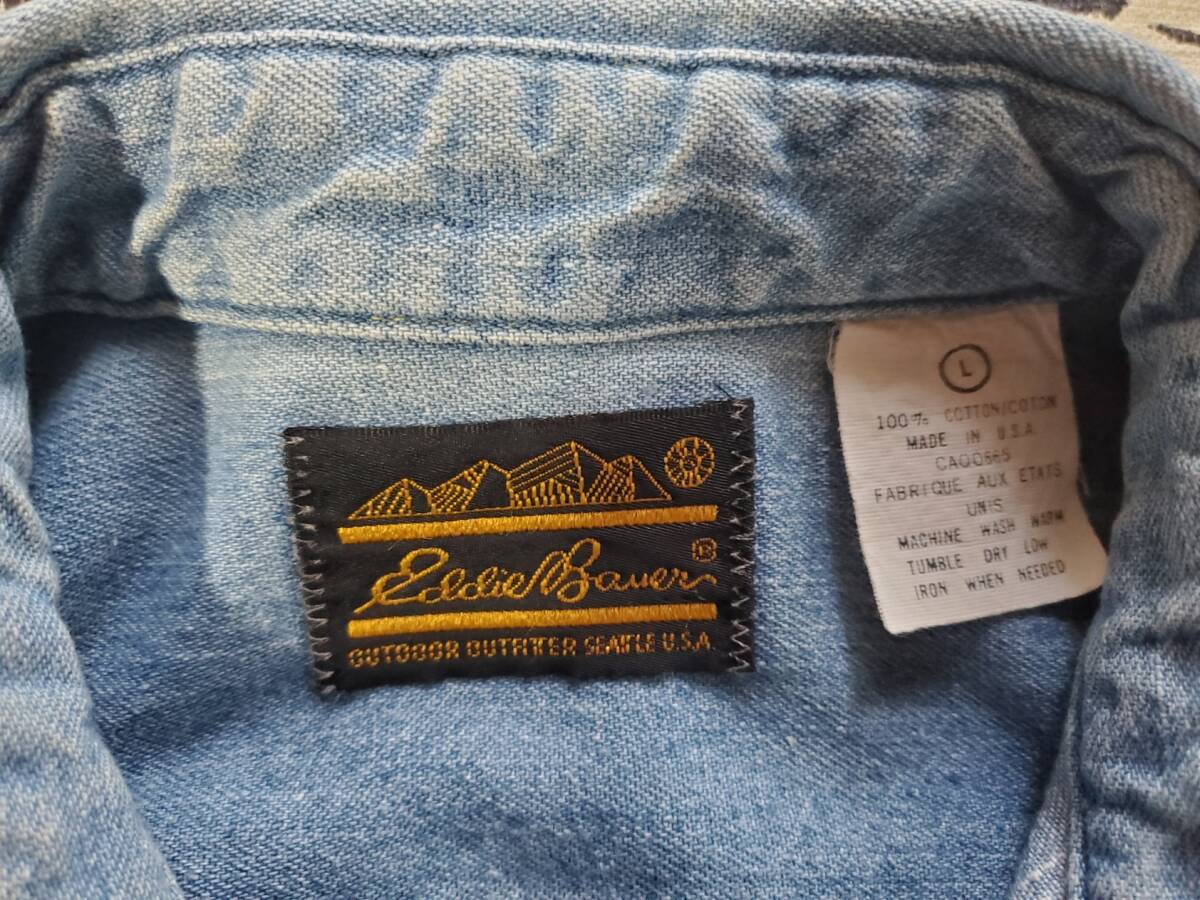 Eddie Bauer ®
OUTDOOR OUTFITTER SEATTLE U.S.A.
L
100% COTTON/COTON
MADE IN U.S.A.
CA00665
FABRIQUE AUX ETATS
UNIS
MACHINE WASH WARM
TUMBLE DRY LOW
IRON WHEN NEEDED